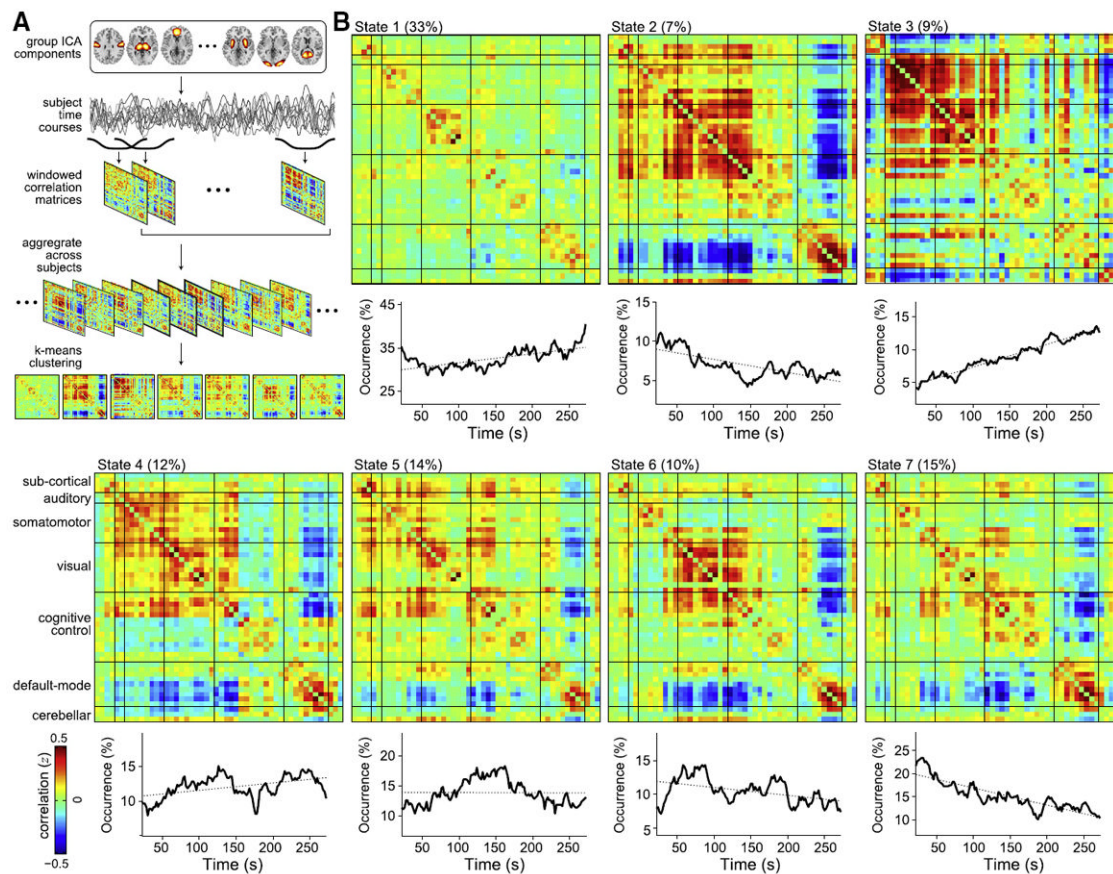 A
group ICA
components
subject
time
courses
windowed
correlation
matrices
aggregate
across
subjects
k-means
clustering
B
State 1 (33%)
State 2 (7%)
State 3 (9%)
Occurrence (%)
45
35
25
50 100 150 200 250
Time (s)
Occurrence (%)
15
10
5
50 100 150 200 250
Time (s)
Occurrence (%)
15
10
5
50 100 150 200 250
Time (s)
State 4 (12%)
State 5 (14%)
State 6 (10%)
State 7 (15%)
sub-cortical
auditory
somatomotor
visual
cognitive
control
default-mode
cerebellar
correlation (z)
0.5
0
−0.5
Occurrence (%)
15
10
50 100 150 200 250
Time (s)
Occurrence (%)
20
15
10
50 100 150 200 250
Time (s)
Occurrence (%)
15
10
5
50 100 150 200 250
Time (s)
Occurrence (%)
25
20
15
10
50 100 150 200 250
Time (s)